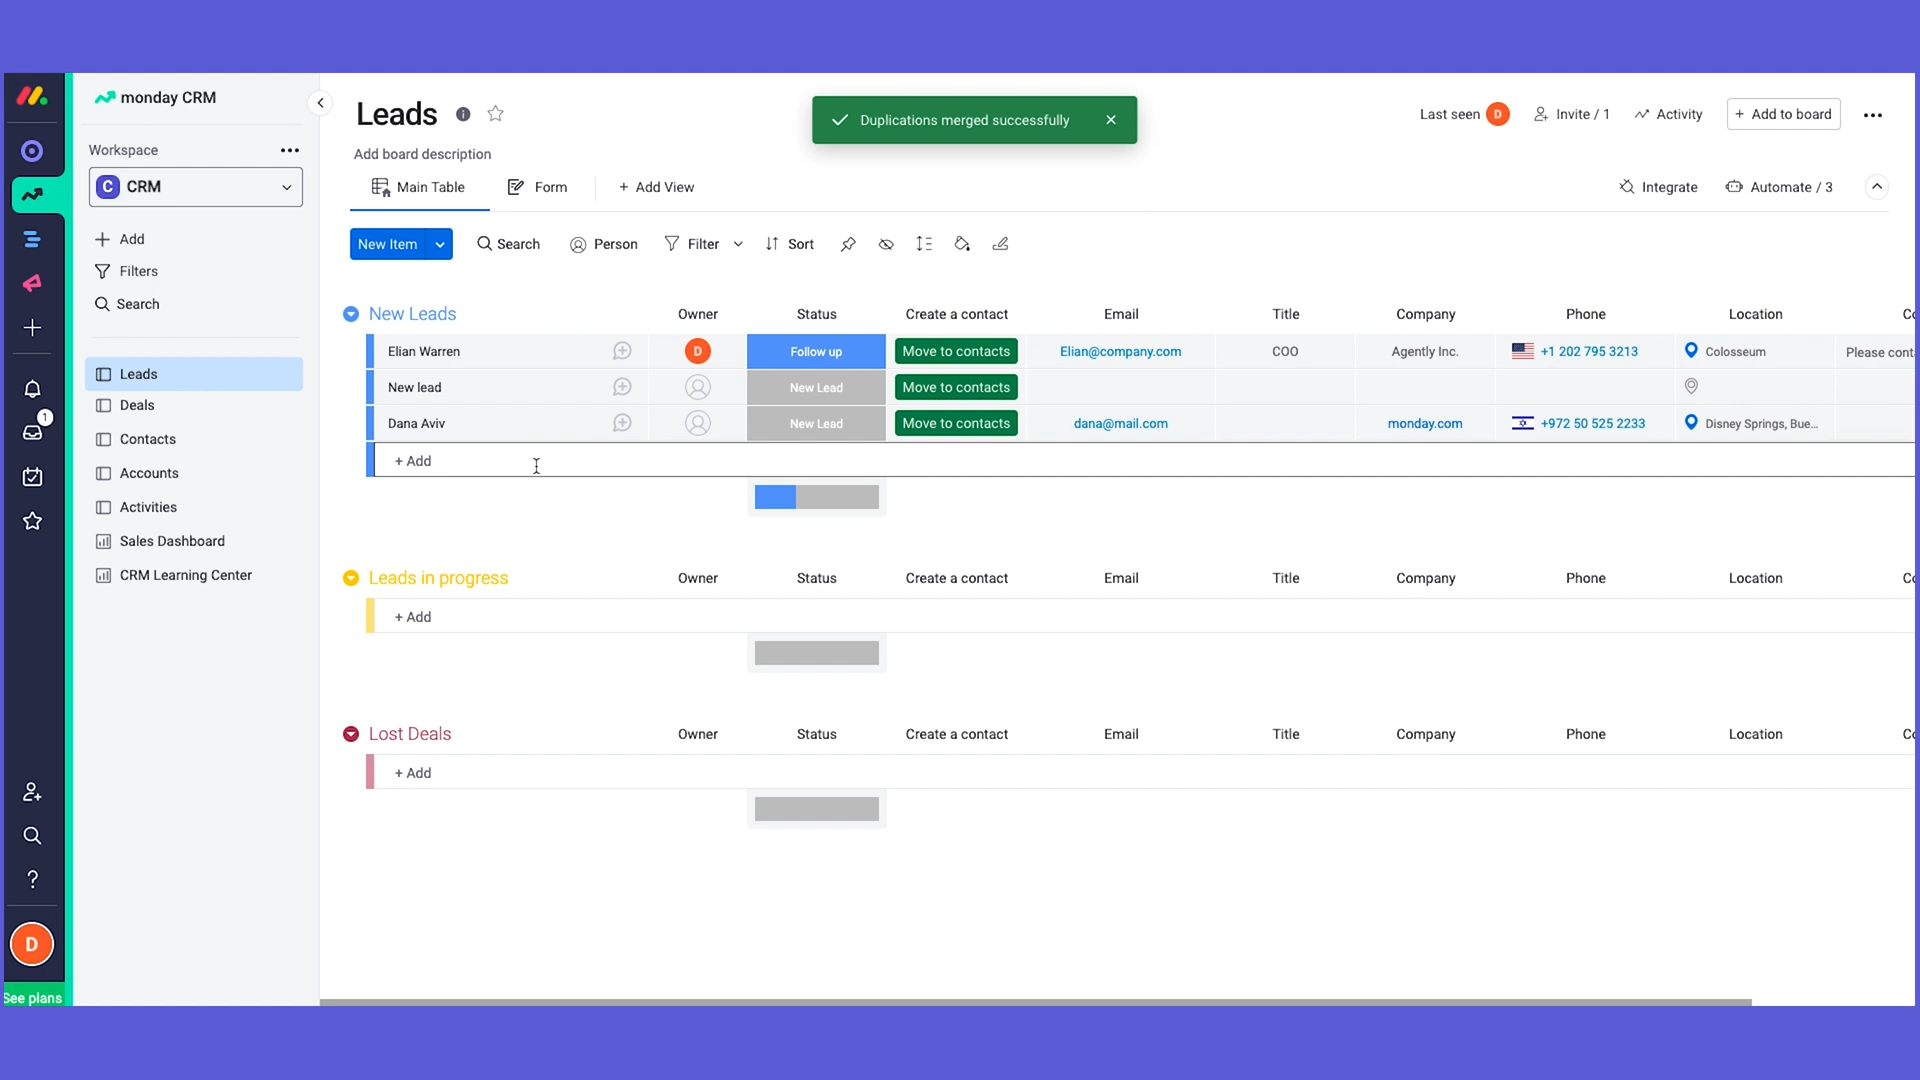 monday CRM
Workspace
C CRM
Add
Filters
Search
Leads
Deals
Contacts
Accounts
Activities
Sales Dashboard
CRM Learning Center
1
D
See plans
Leads
Duplications merged successfully
Last seen D Invite / 1 Activity + Add to board
Add board description
Main Table Form + Add View Integrate Automate / 3
New Item Search Person Filter Sort
New Leads Owner Status Create a contact Email Title Company Phone Location
Elian Warren D Follow up Move to contacts Elian@company.com COO Agently Inc. +1 202 795 3213 Colosseum Please cont
New lead New Lead Move to contacts
Dana Aviv New Lead Move to contacts dana@mail.com monday.com +972 50 525 2233 Disney Springs, Bue...
+ Add
Leads in progress Owner Status Create a contact Email Title Company Phone Location
+ Add
Lost Deals Owner Status Create a contact Email Title Company Phone Location
+ Add